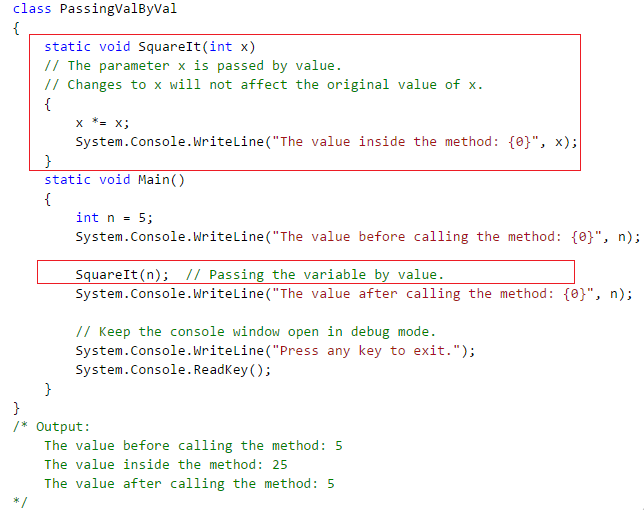 class PassingValByVal
{
    static void SquareIt(int x)
    // The parameter x is passed by value.
    // Changes to x will not affect the original value of x.
    {
        x *= x;
        System.Console.WriteLine("The value inside the method: {0}", x);
    }
    static void Main()
    {
        int n = 5;
        System.Console.WriteLine("The value before calling the method: {0}", n);

        SquareIt(n);  // Passing the variable by value.
        System.Console.WriteLine("The value after calling the method: {0}", n);

        // Keep the console window open in debug mode.
        System.Console.WriteLine("Press any key to exit.");
        System.Console.ReadKey();
    }
}
/* Output:
    The value before calling the method: 5
    The value inside the method: 25
    The value after calling the method: 5
*/